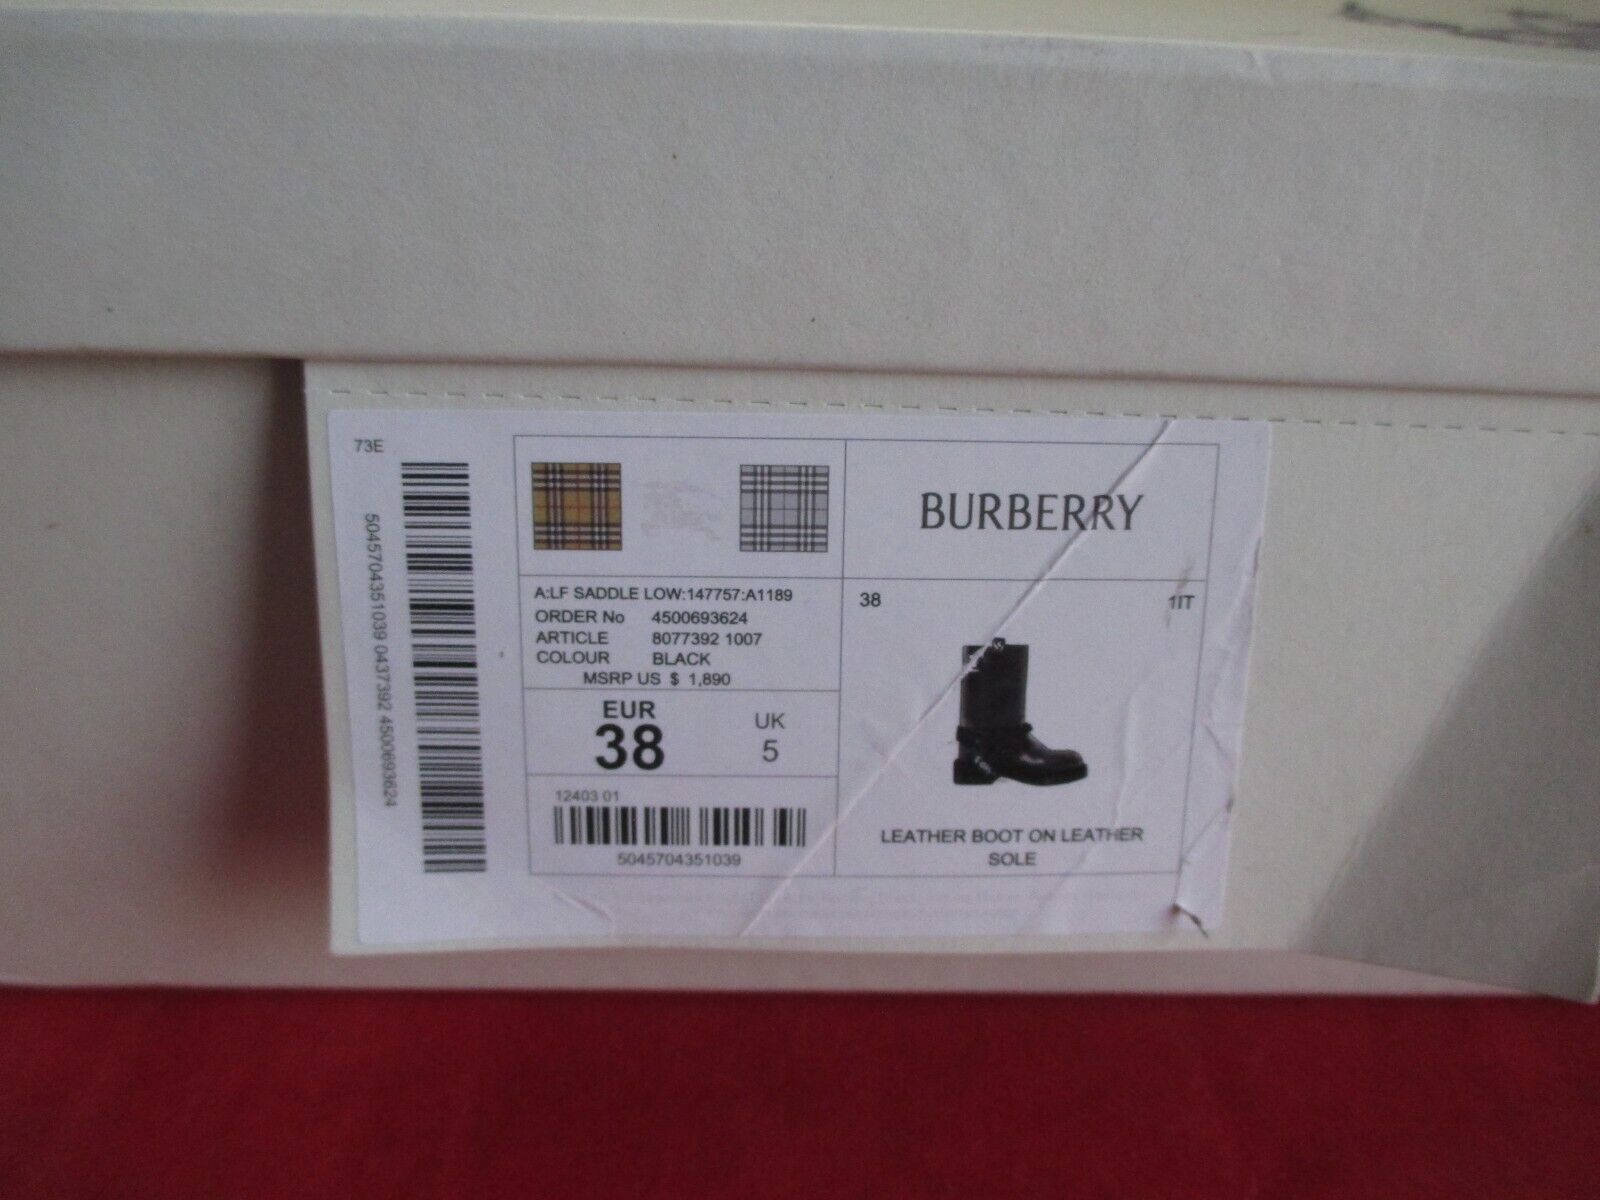 73E
5045704351039 0437392 4500693624
BURBERRY
A:LF SADDLE LOW:147757:A1189
ORDER No 4500693624
ARTICLE 8077392 1007
COLOUR BLACK
MSRP US $ 1,890
EUR
38
UK
5
12403 01
5045704351039
38
1IT
LEATHER BOOT ON LEATHER
SOLE